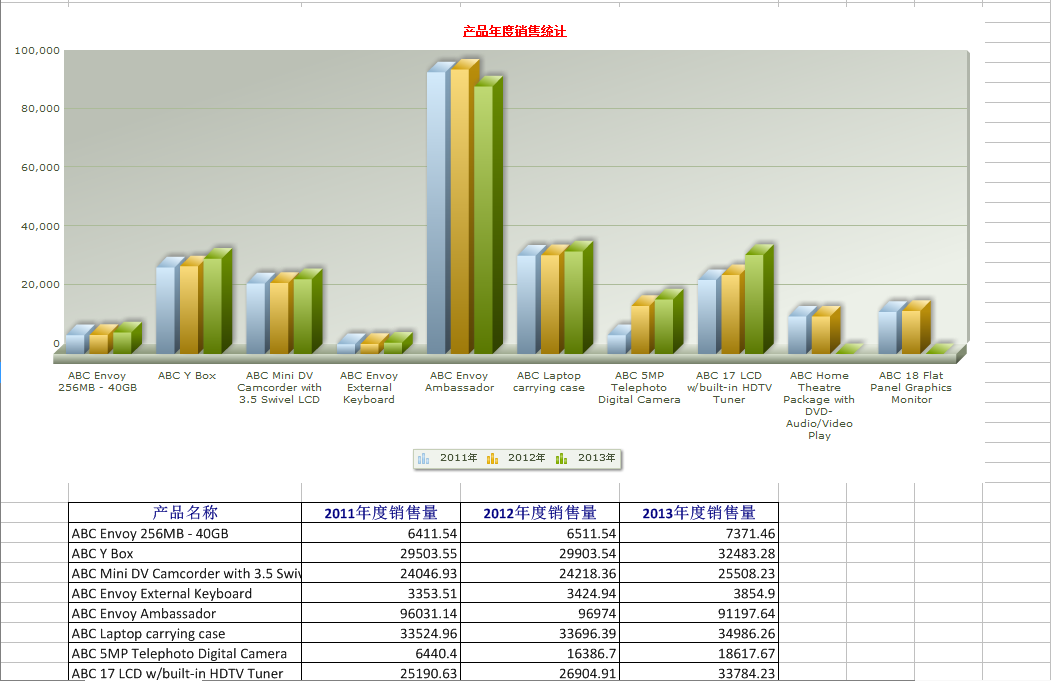 产品年度销售统计
100,000
80,000
60,000
40,000
20,000
0
ABC Envoy
256MB - 40GB
ABC Y Box
ABC Mini DV
Camcorder with
3.5 Swivel LCD
ABC Envoy
External
Keyboard
ABC Envoy
Ambassador
ABC Laptop
carrying case
ABC 5MP
Telephoto
Digital Camera
ABC 17 LCD
w/built-in HDTV
Tuner
ABC Home
Theatre
Package with
DVD-
Audio/Video
Play
ABC 18 Flat
Panel Graphics
Monitor
2011年 2012年 2013年
产品名称 2011年度销售量 2012年度销售量 2013年度销售量
ABC Envoy 256MB - 40GB 6411.54 6511.54 7371.46
ABC Y Box 29503.55 29903.54 32483.28
ABC Mini DV Camcorder with 3.5 Swiv 24046.93 24218.36 25508.23
ABC Envoy External Keyboard 3353.51 3424.94 3854.9
ABC Envoy Ambassador 96031.14 96974 91197.64
ABC Laptop carrying case 33524.96 33696.39 34986.26
ABC 5MP Telephoto Digital Camera 6440.4 16386.7 18617.67
ABC 17 LCD w/built-in HDTV Tuner 25190.63 26904.91 33784.23